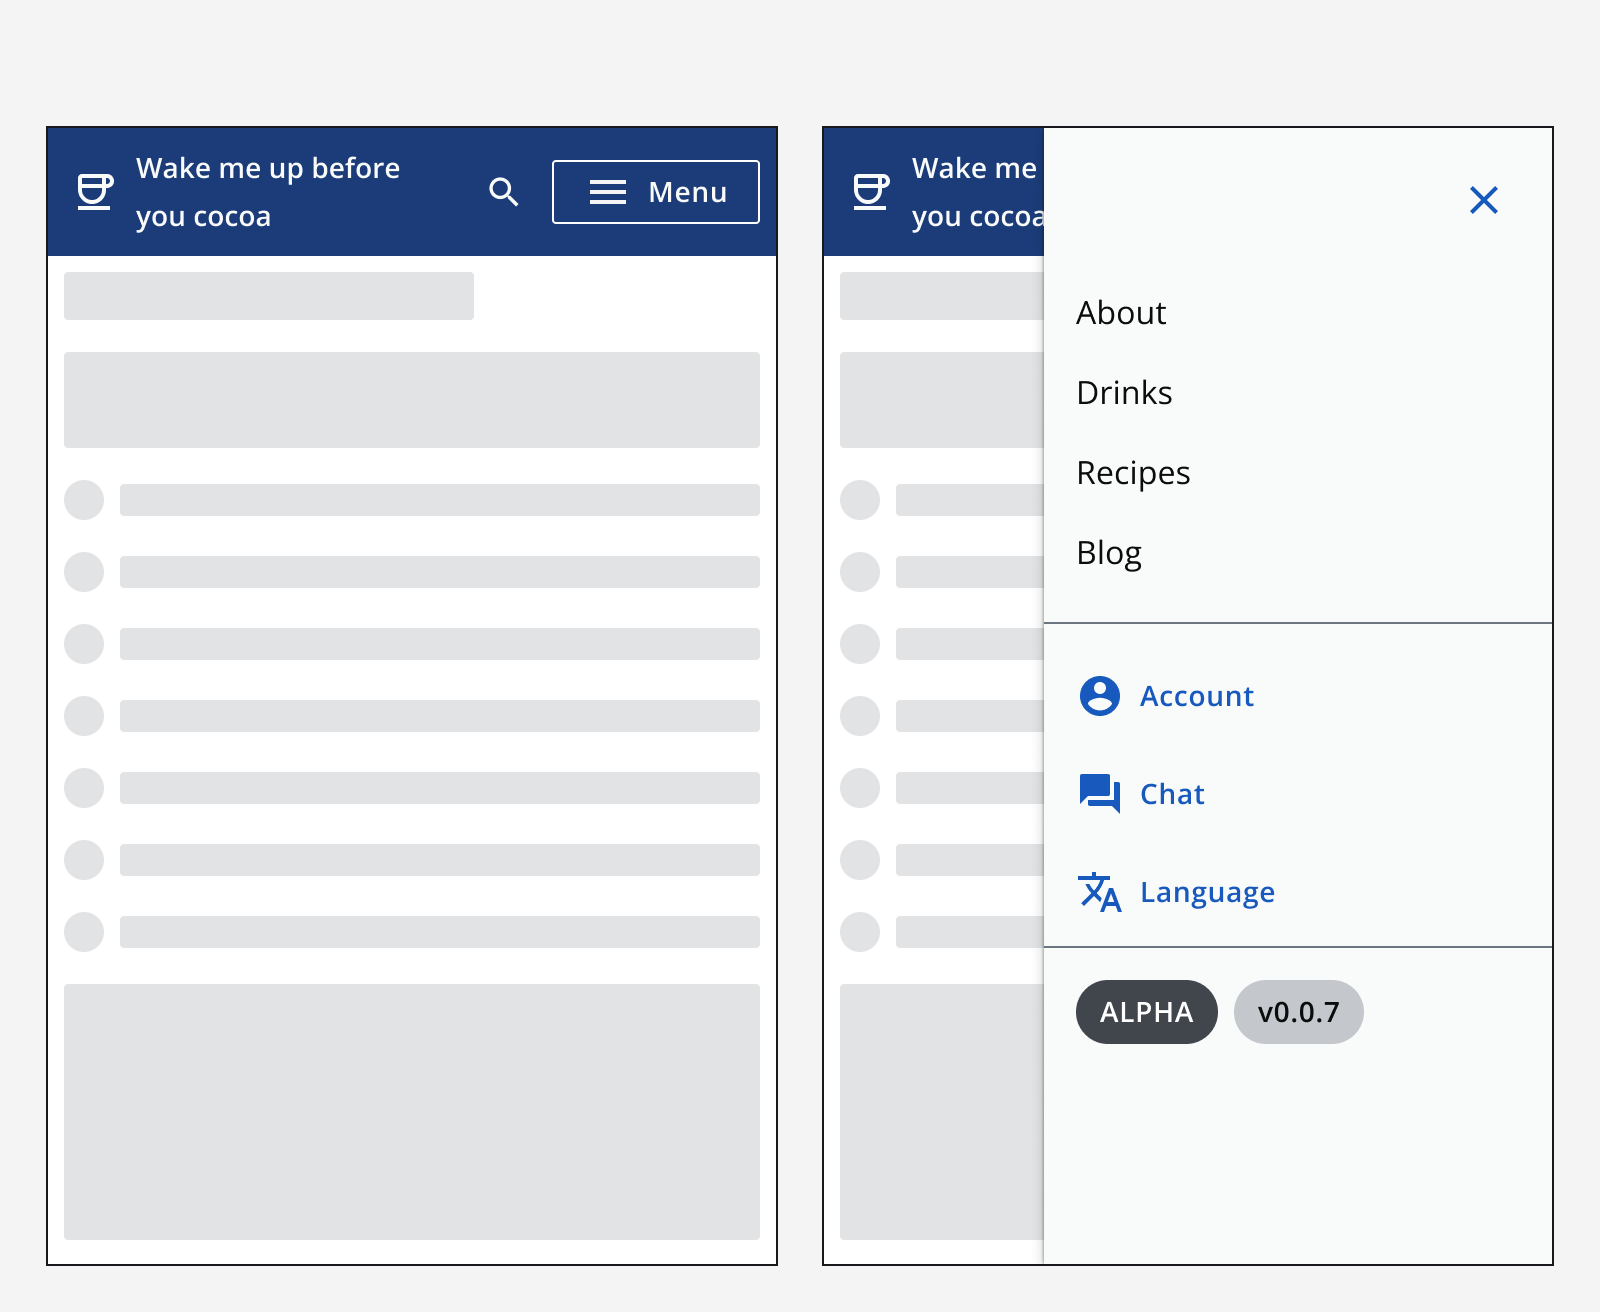 Wake me up before
you cocoa
Menu
Wake me
you cocoa
About
Drinks
Recipes
Blog
Account
Chat
Language
ALPHA
v0.0.7